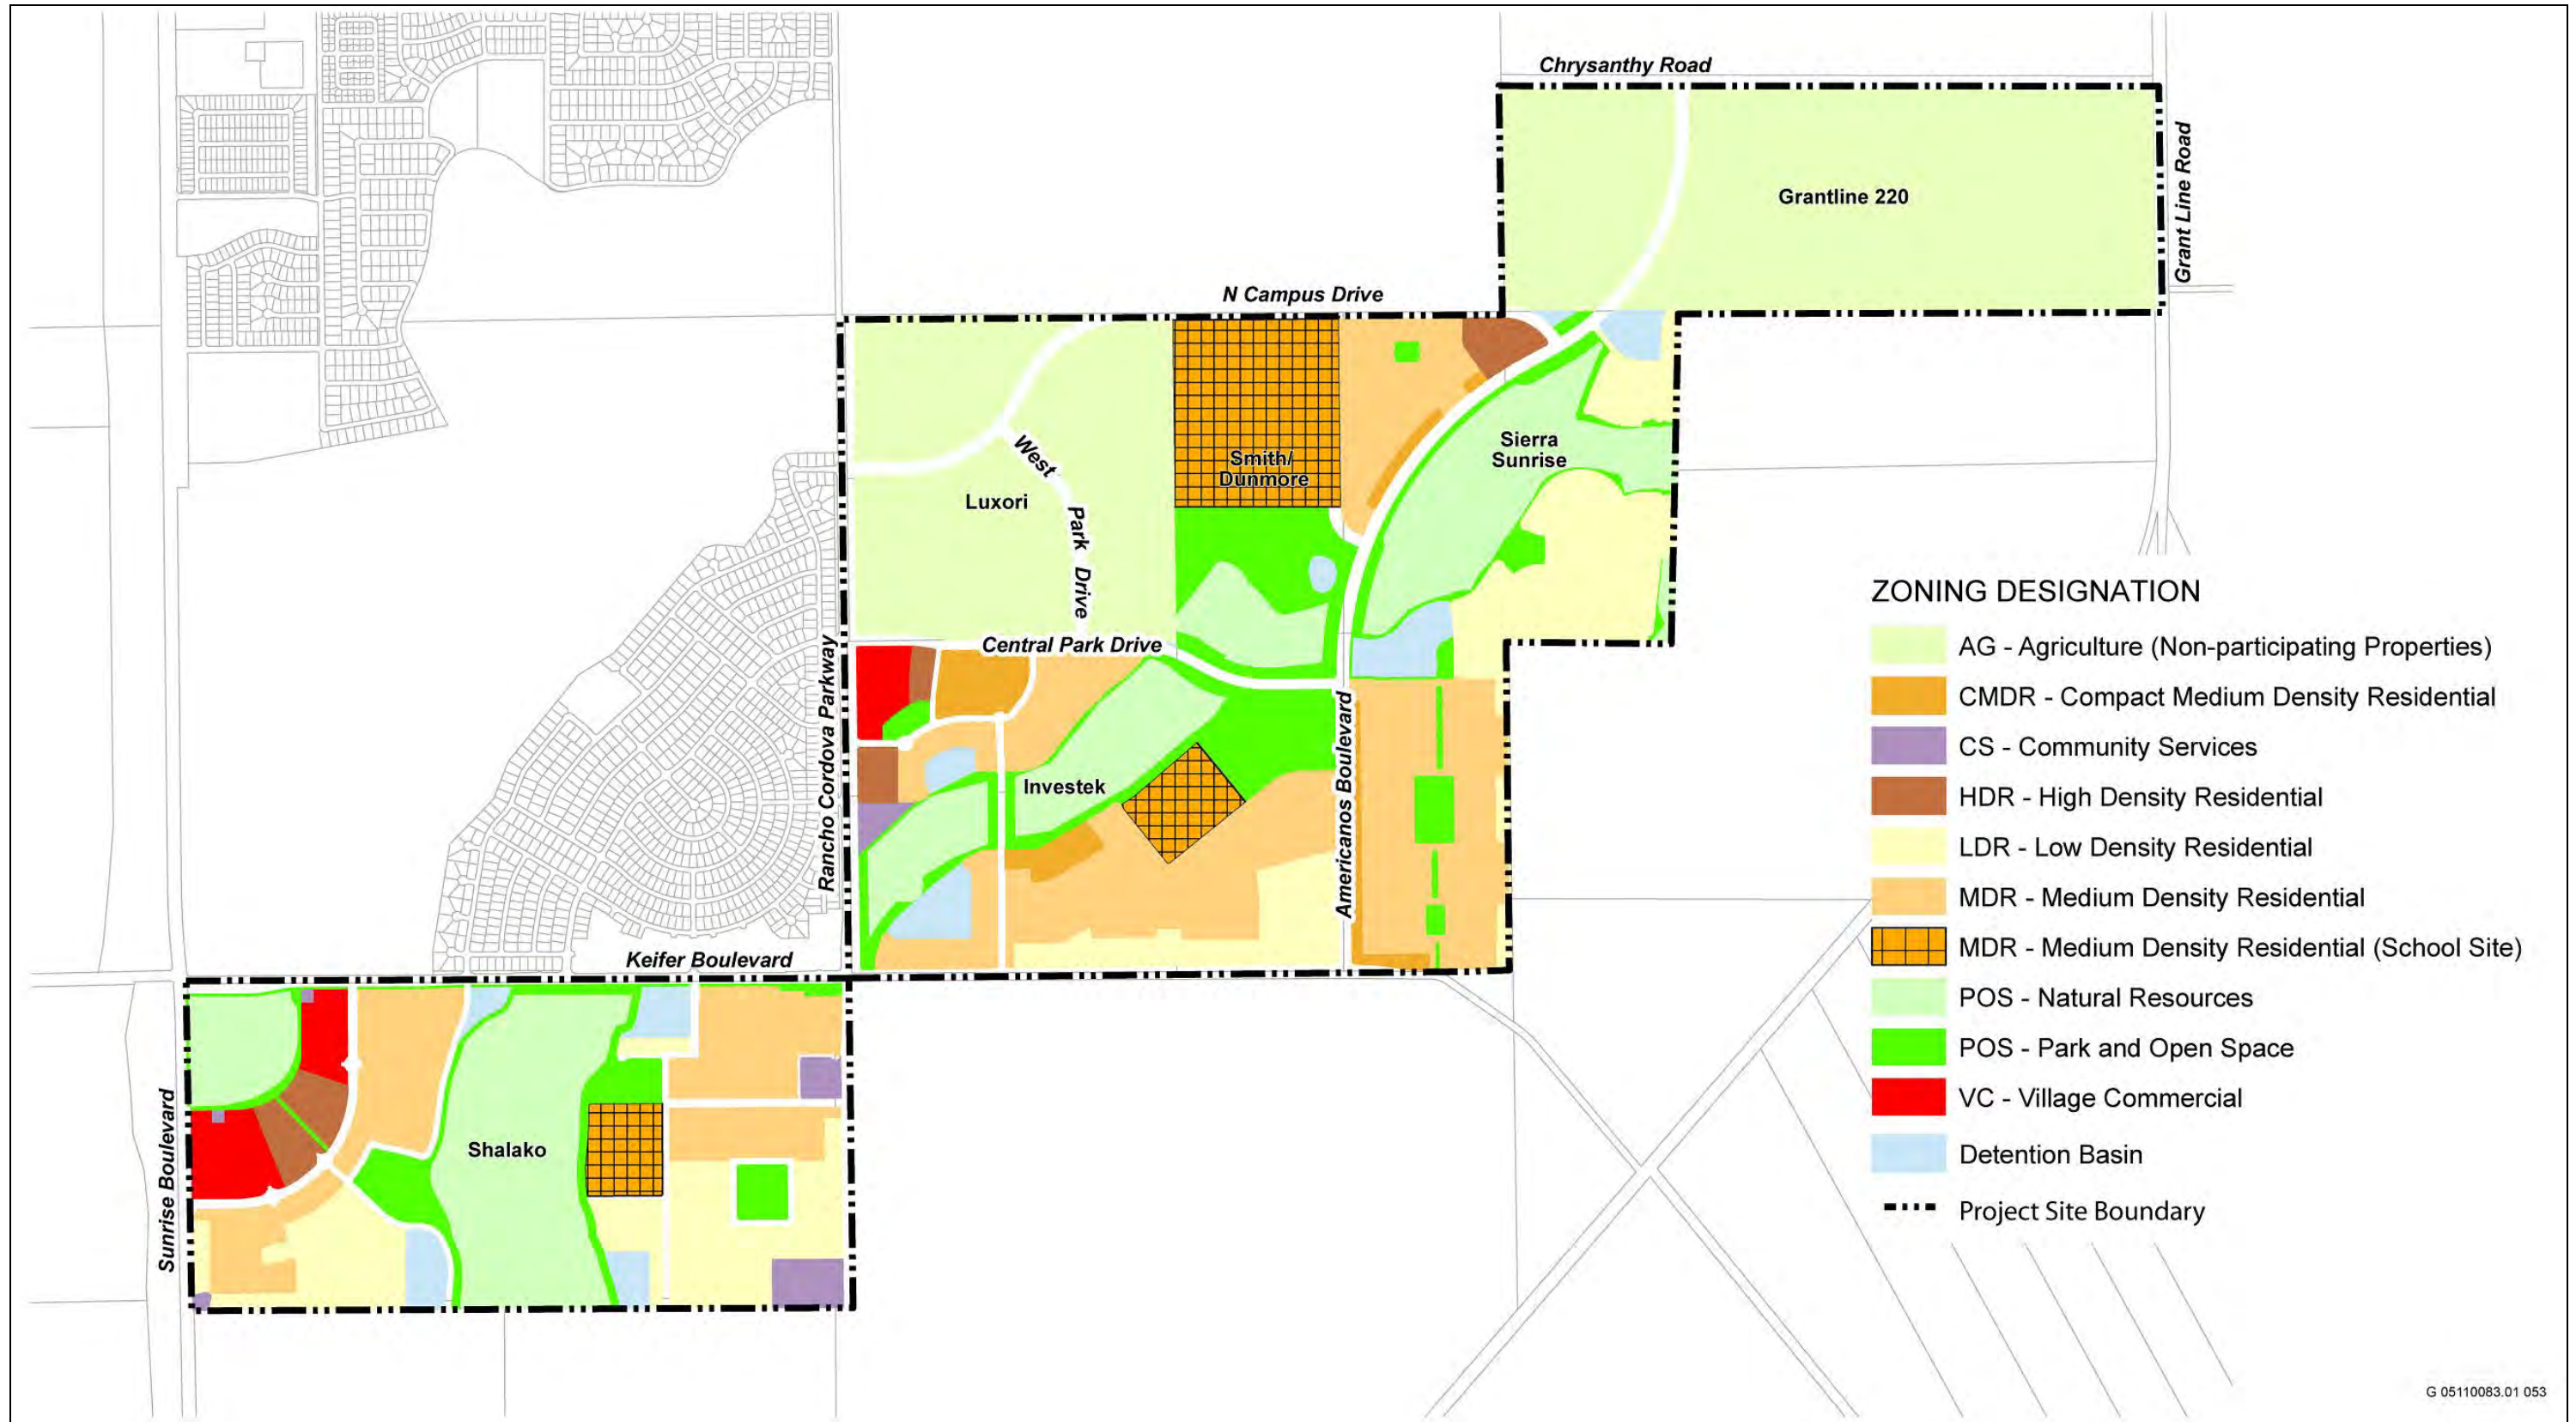 Chrysanthy Road
Grant Line Road
Grantline 220
N Campus Drive
Sierra
Sunrise
Smith/
Dunmore
West Park Drive
Luxori
Central Park Drive
Rancho Cordova Parkway
Investek
Americanos Boulevard
Keifer Boulevard
Sunrise Boulevard
Shalako
ZONING DESIGNATION
AG - Agriculture (Non-participating Properties)
CMDR - Compact Medium Density Residential
CS - Community Services
HDR - High Density Residential
LDR - Low Density Residential
MDR - Medium Density Residential
MDR - Medium Density Residential (School Site)
POS - Natural Resources
POS - Park and Open Space
VC - Village Commercial
Detention Basin
Project Site Boundary
G 05110083.01 053